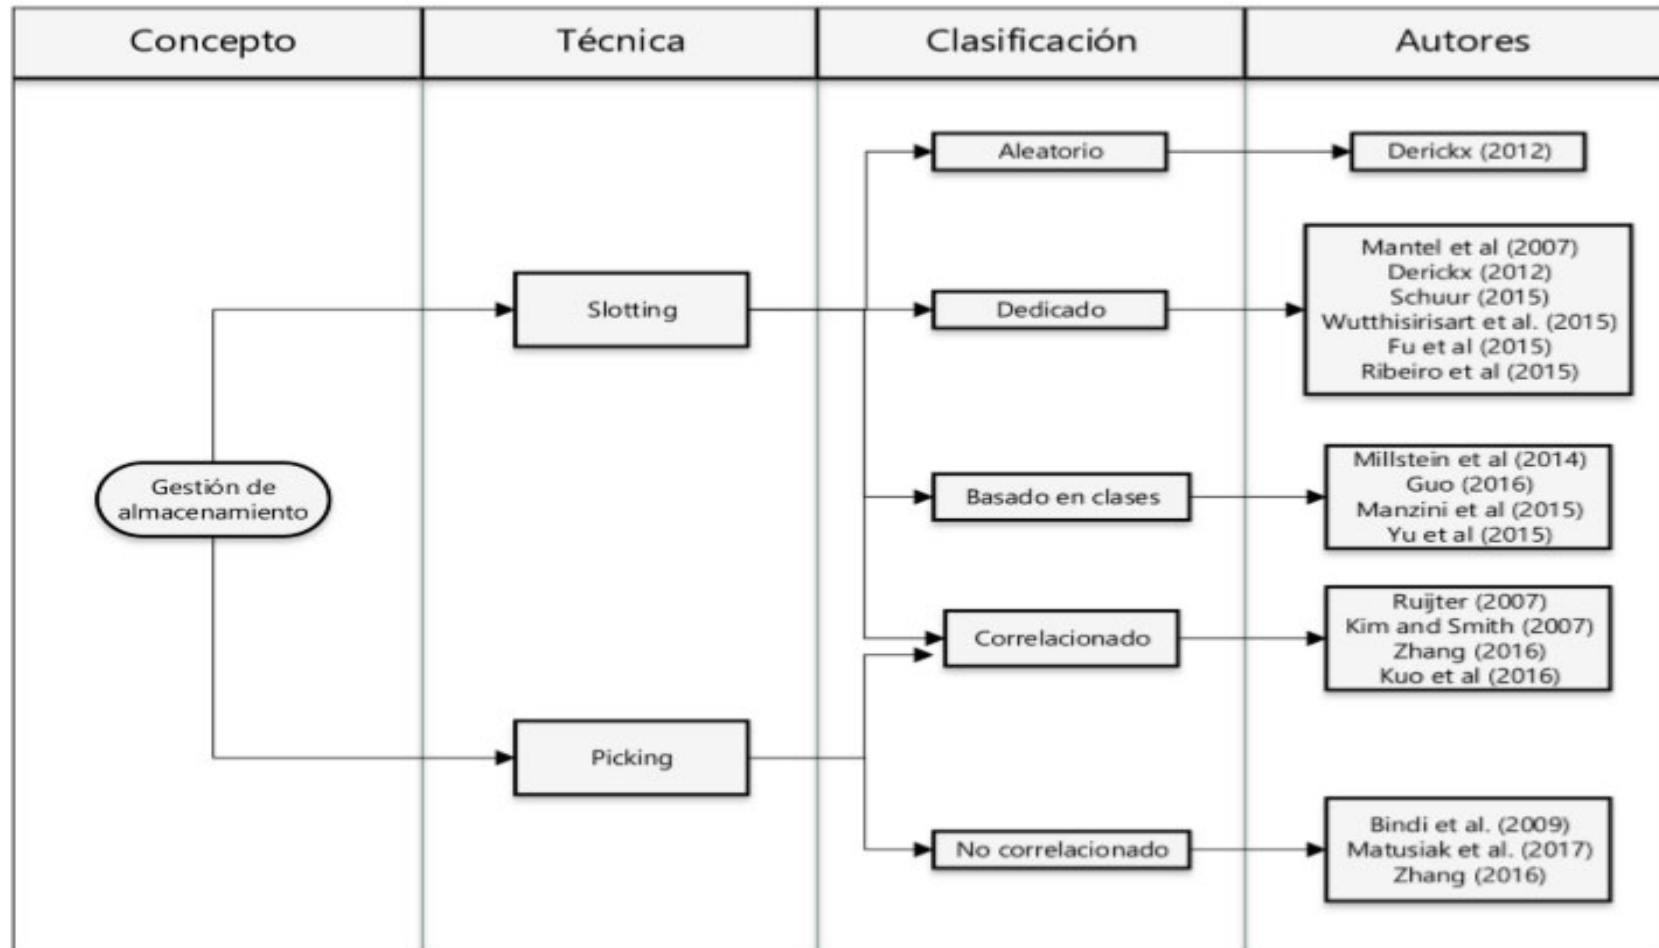 Concepto
Técnica
Clasificación
Autores
Aleatorio
Derickx (2012)
Slotting
Dedicado
Mantel et al (2007)
Derickx (2012)
Schuur (2015)
Wutthisirisart et al. (2015)
Fu et al (2015)
Ribeiro et al (2015)
Gestión de
almacenamiento
Basado en clases
Millstein et al (2014)
Guo (2016)
Manzini et al (2015)
Yu et al (2015)
Correlacionado
Ruijter (2007)
Kim and Smith (2007)
Zhang (2016)
Kuo et al (2016)
Picking
No correlacionado
Bindi et al. (2009)
Matusiak et al. (2017)
Zhang (2016)